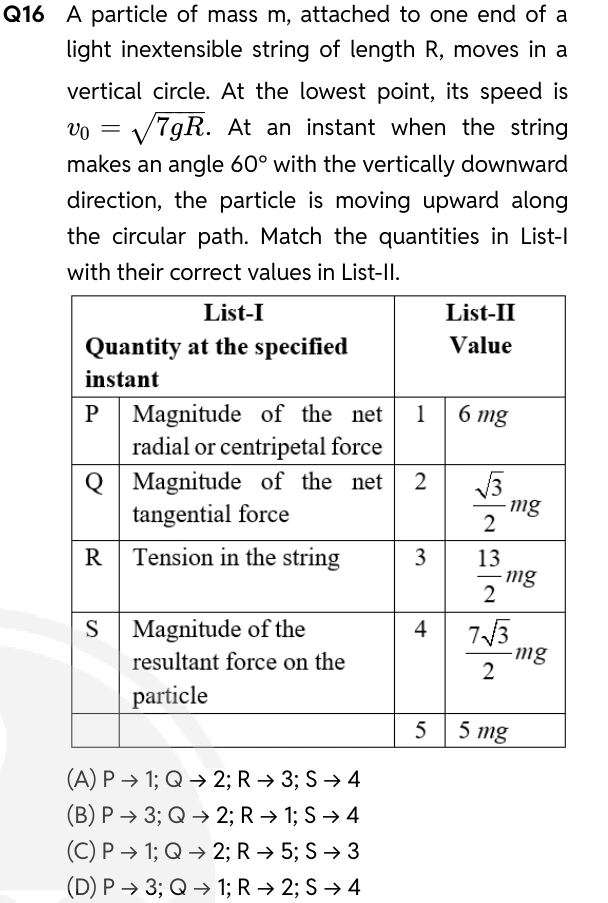 Q16 A particle of mass m, attached to one end of a
light inextensible string of length R, moves in a
vertical circle. At the lowest point, its speed is
v₀ = √7gR. At an instant when the string
makes an angle 60° with the vertically downward
direction, the particle is moving upward along
the circular path. Match the quantities in List-I
with their correct values in List-II.
List-I List-II
Quantity at the specified Value
instant
P Magnitude of the net 1 6 mg
radial or centripetal force
Q Magnitude of the net 2 √3/2 mg
tangential force
R Tension in the string 3 13/2 mg
S Magnitude of the 4 7√3/2 mg
resultant force on the
particle
5 5 mg
(A) P → 1; Q → 2; R → 3; S → 4
(B) P → 3; Q → 2; R → 1; S → 4
(C) P → 1; Q → 2; R → 5; S → 3
(D) P → 3; Q → 1; R → 2; S → 4